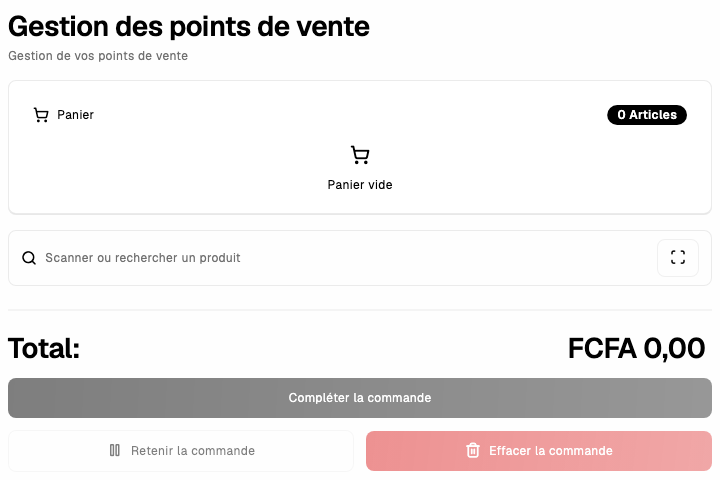 Gestion des points de vente
Gestion de vos points de vente
Panier
0 Articles
Panier vide
Scanner ou rechercher un produit
Total:
FCFA 0,00
Compléter la commande
Retenir la commande
Effacer la commande